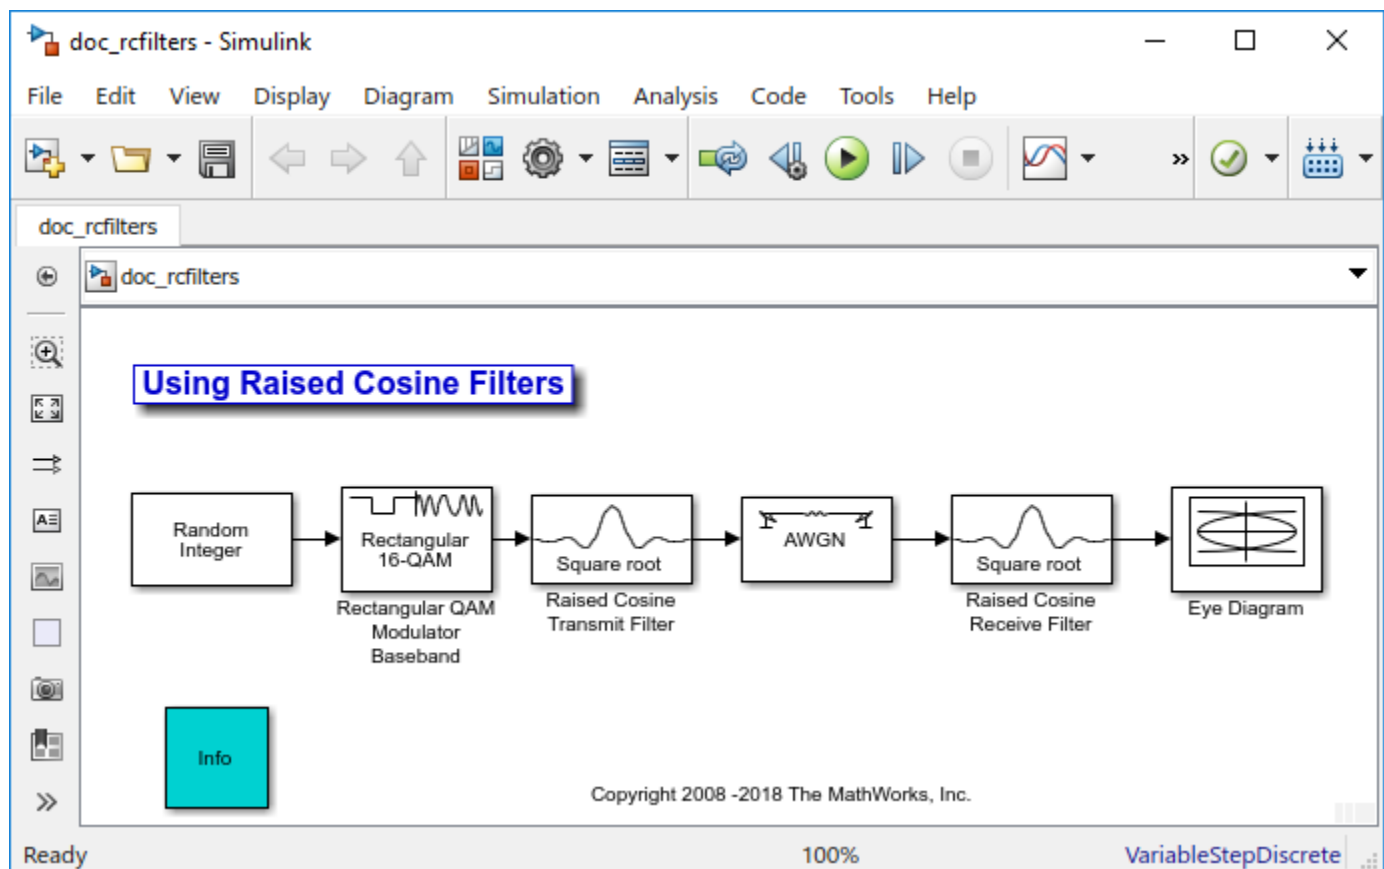 doc_rcfilters - Simulink
File Edit View Display Diagram Simulation Analysis Code Tools Help
doc_rcfilters
doc_rcfilters
Using Raised Cosine Filters
Random
Integer
Rectangular
16-QAM
Rectangular QAM
Modulator
Baseband
Square root
Raised Cosine
Transmit Filter
AWGN
Square root
Raised Cosine
Receive Filter
Eye Diagram
Info
Copyright 2008 -2018 The MathWorks, Inc.
Ready 100% VariableStepDiscrete